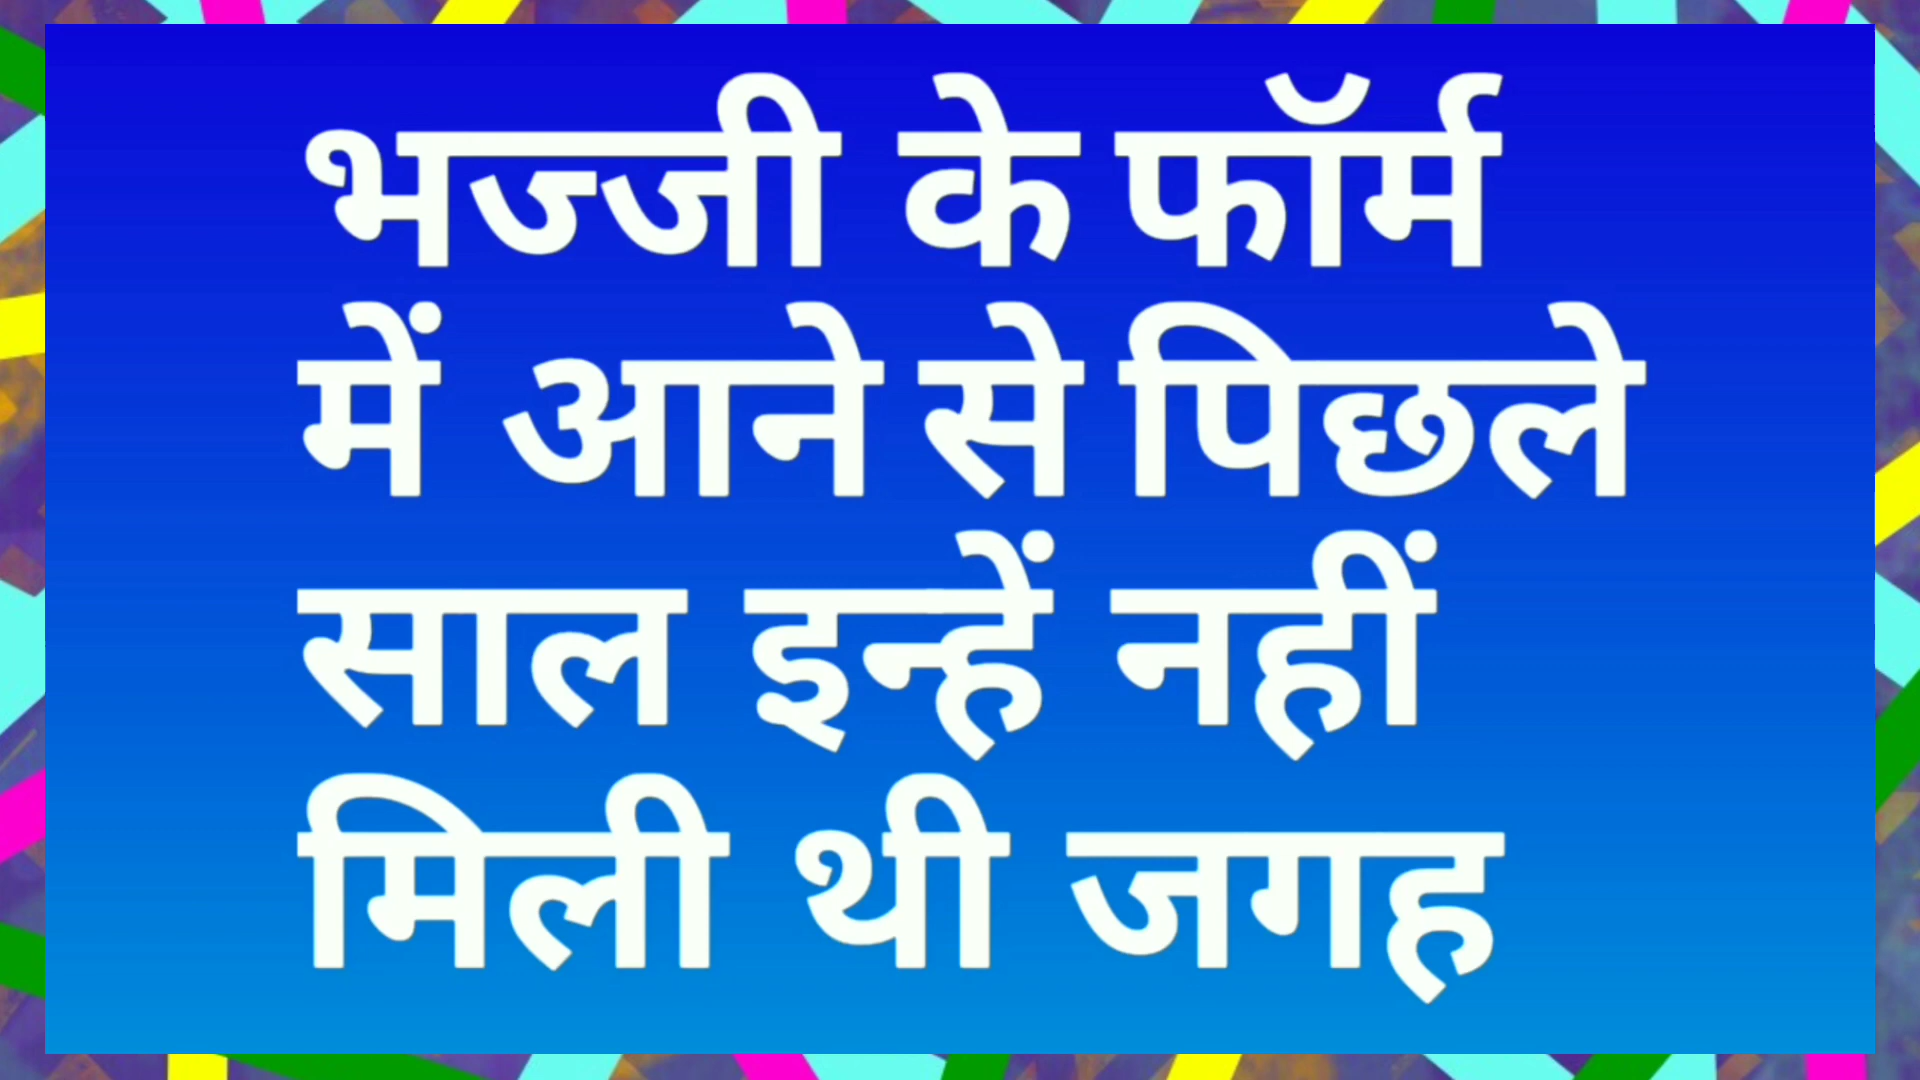 भज्जी के फॉर्म
में आने से पिछले
साल इन्हें नहीं
मिली थी जगह